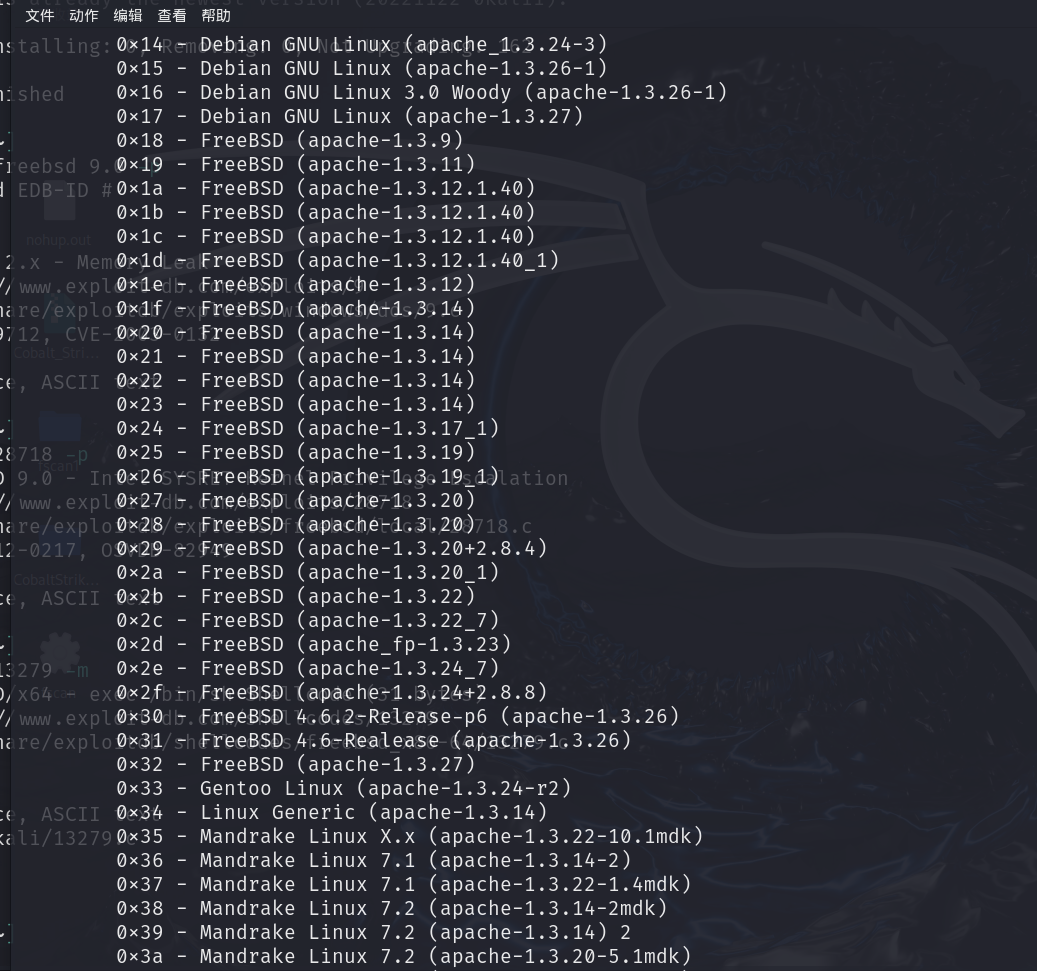 文件 动作 编辑 查看 帮助
0×14 - Debian GNU Linux (apache_1.3.24-3)
0×15 - Debian GNU Linux (apache-1.3.26-1)
0×16 - Debian GNU Linux 3.0 Woody (apache-1.3.26-1)
0×17 - Debian GNU Linux (apache-1.3.27)
0×18 - FreeBSD (apache-1.3.9)
0×19 - FreeBSD (apache-1.3.11)
0×1a - FreeBSD (apache-1.3.12.1.40)
0×1b - FreeBSD (apache-1.3.12.1.40)
0×1c - FreeBSD (apache-1.3.12.1.40)
0×1d - FreeBSD (apache-1.3.12.1.40_1)
0×1e - FreeBSD (apache-1.3.12)
0×1f - FreeBSD (apache-1.3.14)
0×20 - FreeBSD (apache-1.3.14)
0×21 - FreeBSD (apache-1.3.14)
0×22 - FreeBSD (apache-1.3.14)
0×23 - FreeBSD (apache-1.3.14)
0×24 - FreeBSD (apache-1.3.17_1)
0×25 - FreeBSD (apache-1.3.19)
0×26 - FreeBSD (apache-1.3.19_1)
0×27 - FreeBSD (apache-1.3.20)
0×28 - FreeBSD (apache-1.3.20)
0×29 - FreeBSD (apache-1.3.20+2.8.4)
0×2a - FreeBSD (apache-1.3.20_1)
0×2b - FreeBSD (apache-1.3.22)
0×2c - FreeBSD (apache-1.3.22_7)
0×2d - FreeBSD (apache_fp-1.3.23)
0×2e - FreeBSD (apache-1.3.24_7)
0×2f - FreeBSD (apache-1.3.24+2.8.8)
0×30 - FreeBSD 4.6.2-Release-p6 (apache-1.3.26)
0×31 - FreeBSD 4.6-Realease (apache-1.3.26)
0×32 - FreeBSD (apache-1.3.27)
0×33 - Gentoo Linux (apache-1.3.24-r2)
0×34 - Linux Generic (apache-1.3.14)
0×35 - Mandrake Linux X.x (apache-1.3.22-10.1mdk)
0×36 - Mandrake Linux 7.1 (apache-1.3.14-2)
0×37 - Mandrake Linux 7.1 (apache-1.3.22-1.4mdk)
0×38 - Mandrake Linux 7.2 (apache-1.3.14-2mdk)
0×39 - Mandrake Linux 7.2 (apache-1.3.14) 2
0×3a - Mandrake Linux 7.2 (apache-1.3.20-5.1mdk)